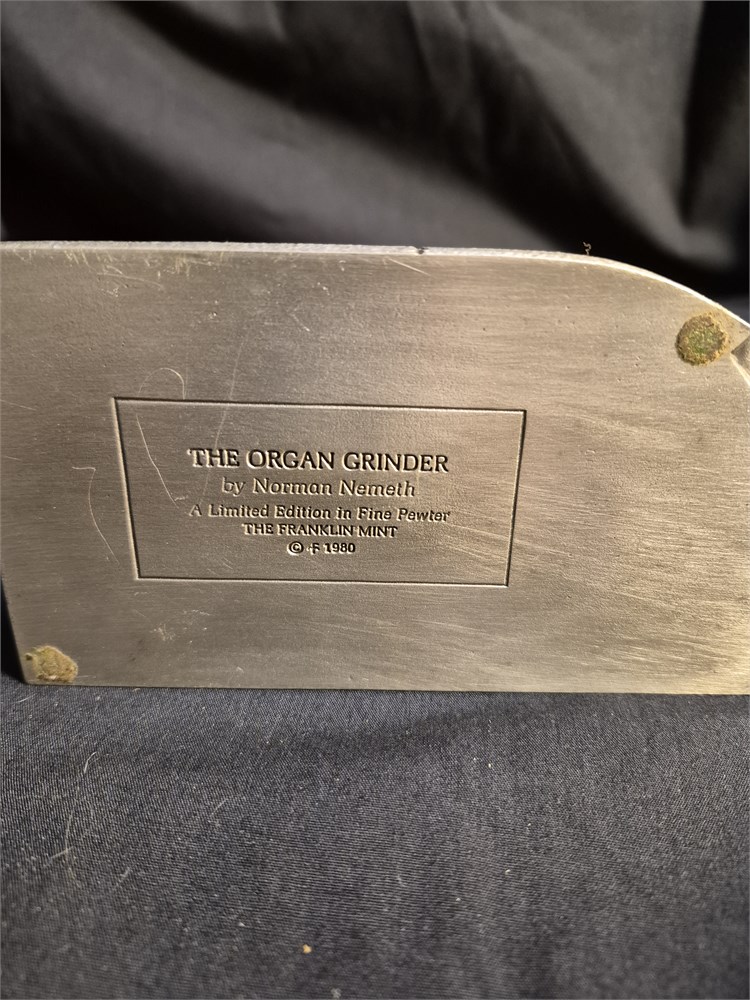 THE ORGAN GRINDER
by Norman Nemeth
A Limited Edition in Fine Pewter
THE FRANKLIN MINT
© F 1980